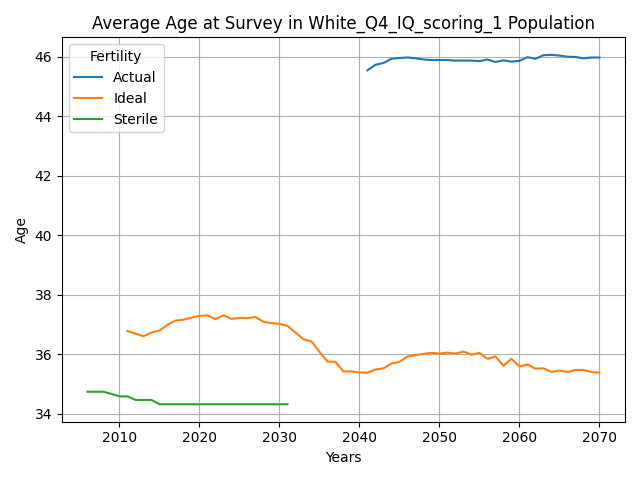 Average Age at Survey in White_Q4_IQ_scoring_1 Population
Fertility
Actual
Ideal
Sterile
46
44
42
40
38
36
34
Age
2010 2020 2030 2040 2050 2060 2070
Years